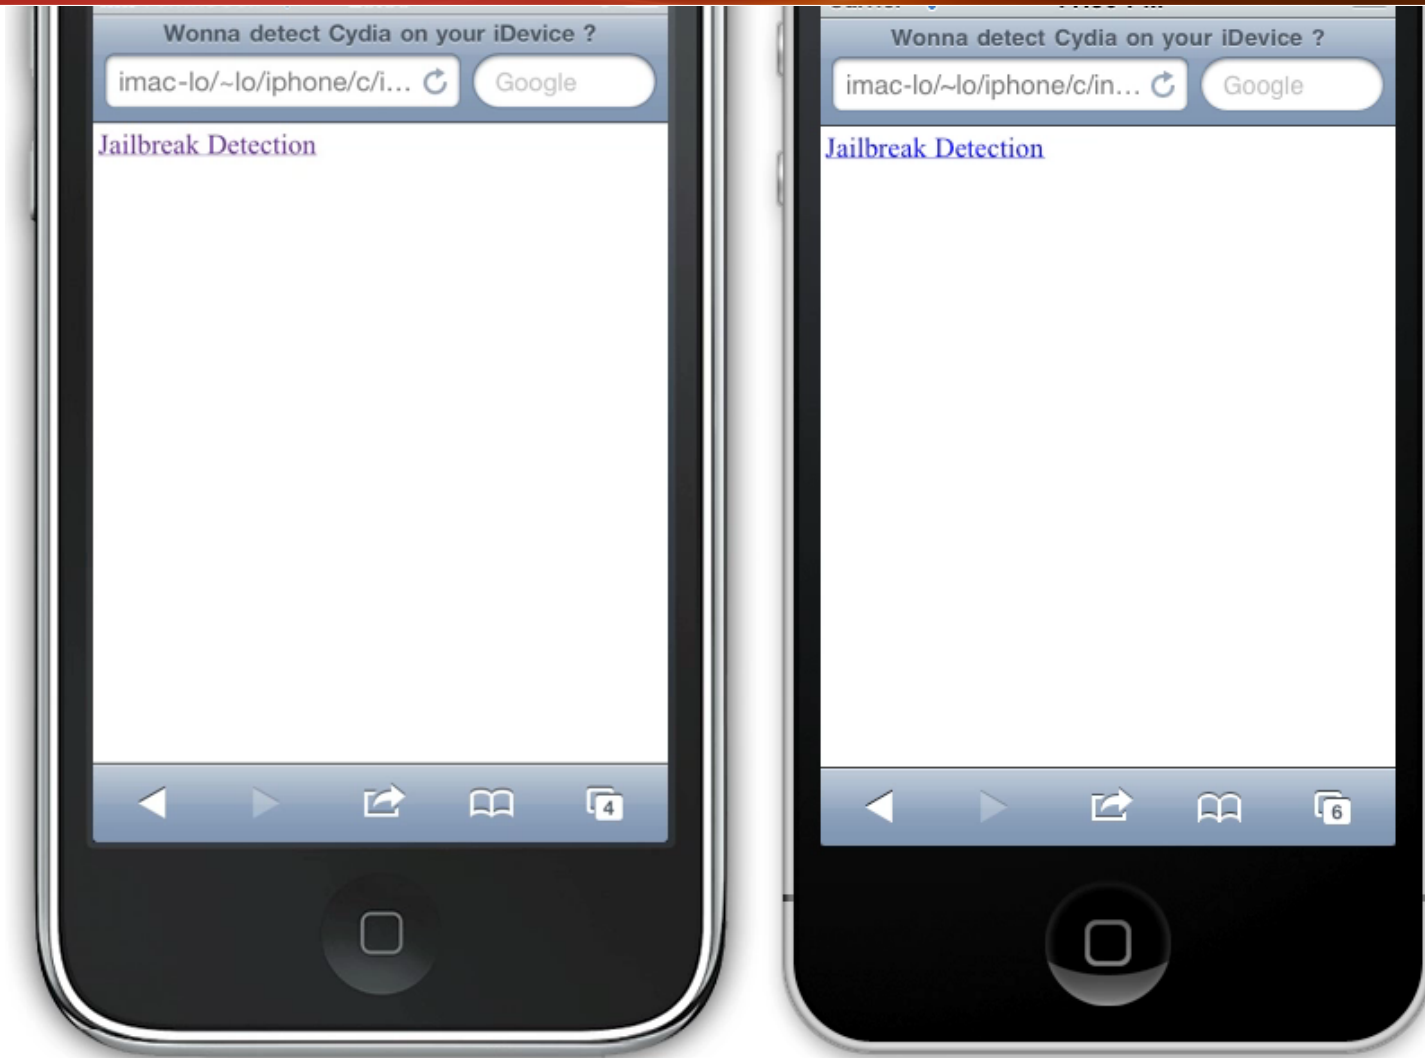 Wonna detect Cydia on your iDevice ?
imac-lo/~lo/iphone/c/i... Google
Jailbreak Detection
4
Wonna detect Cydia on your iDevice ?
imac-lo/~lo/iphone/c/in... Google
Jailbreak Detection
6